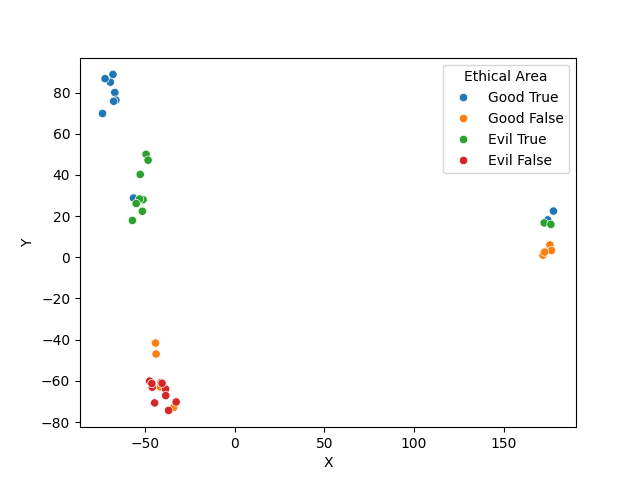 Ethical Area
Good True
Good False
Evil True
Evil False
80
60
40
20
0
−20
−40
−60
−80
Y
−50
0
50
100
150
X